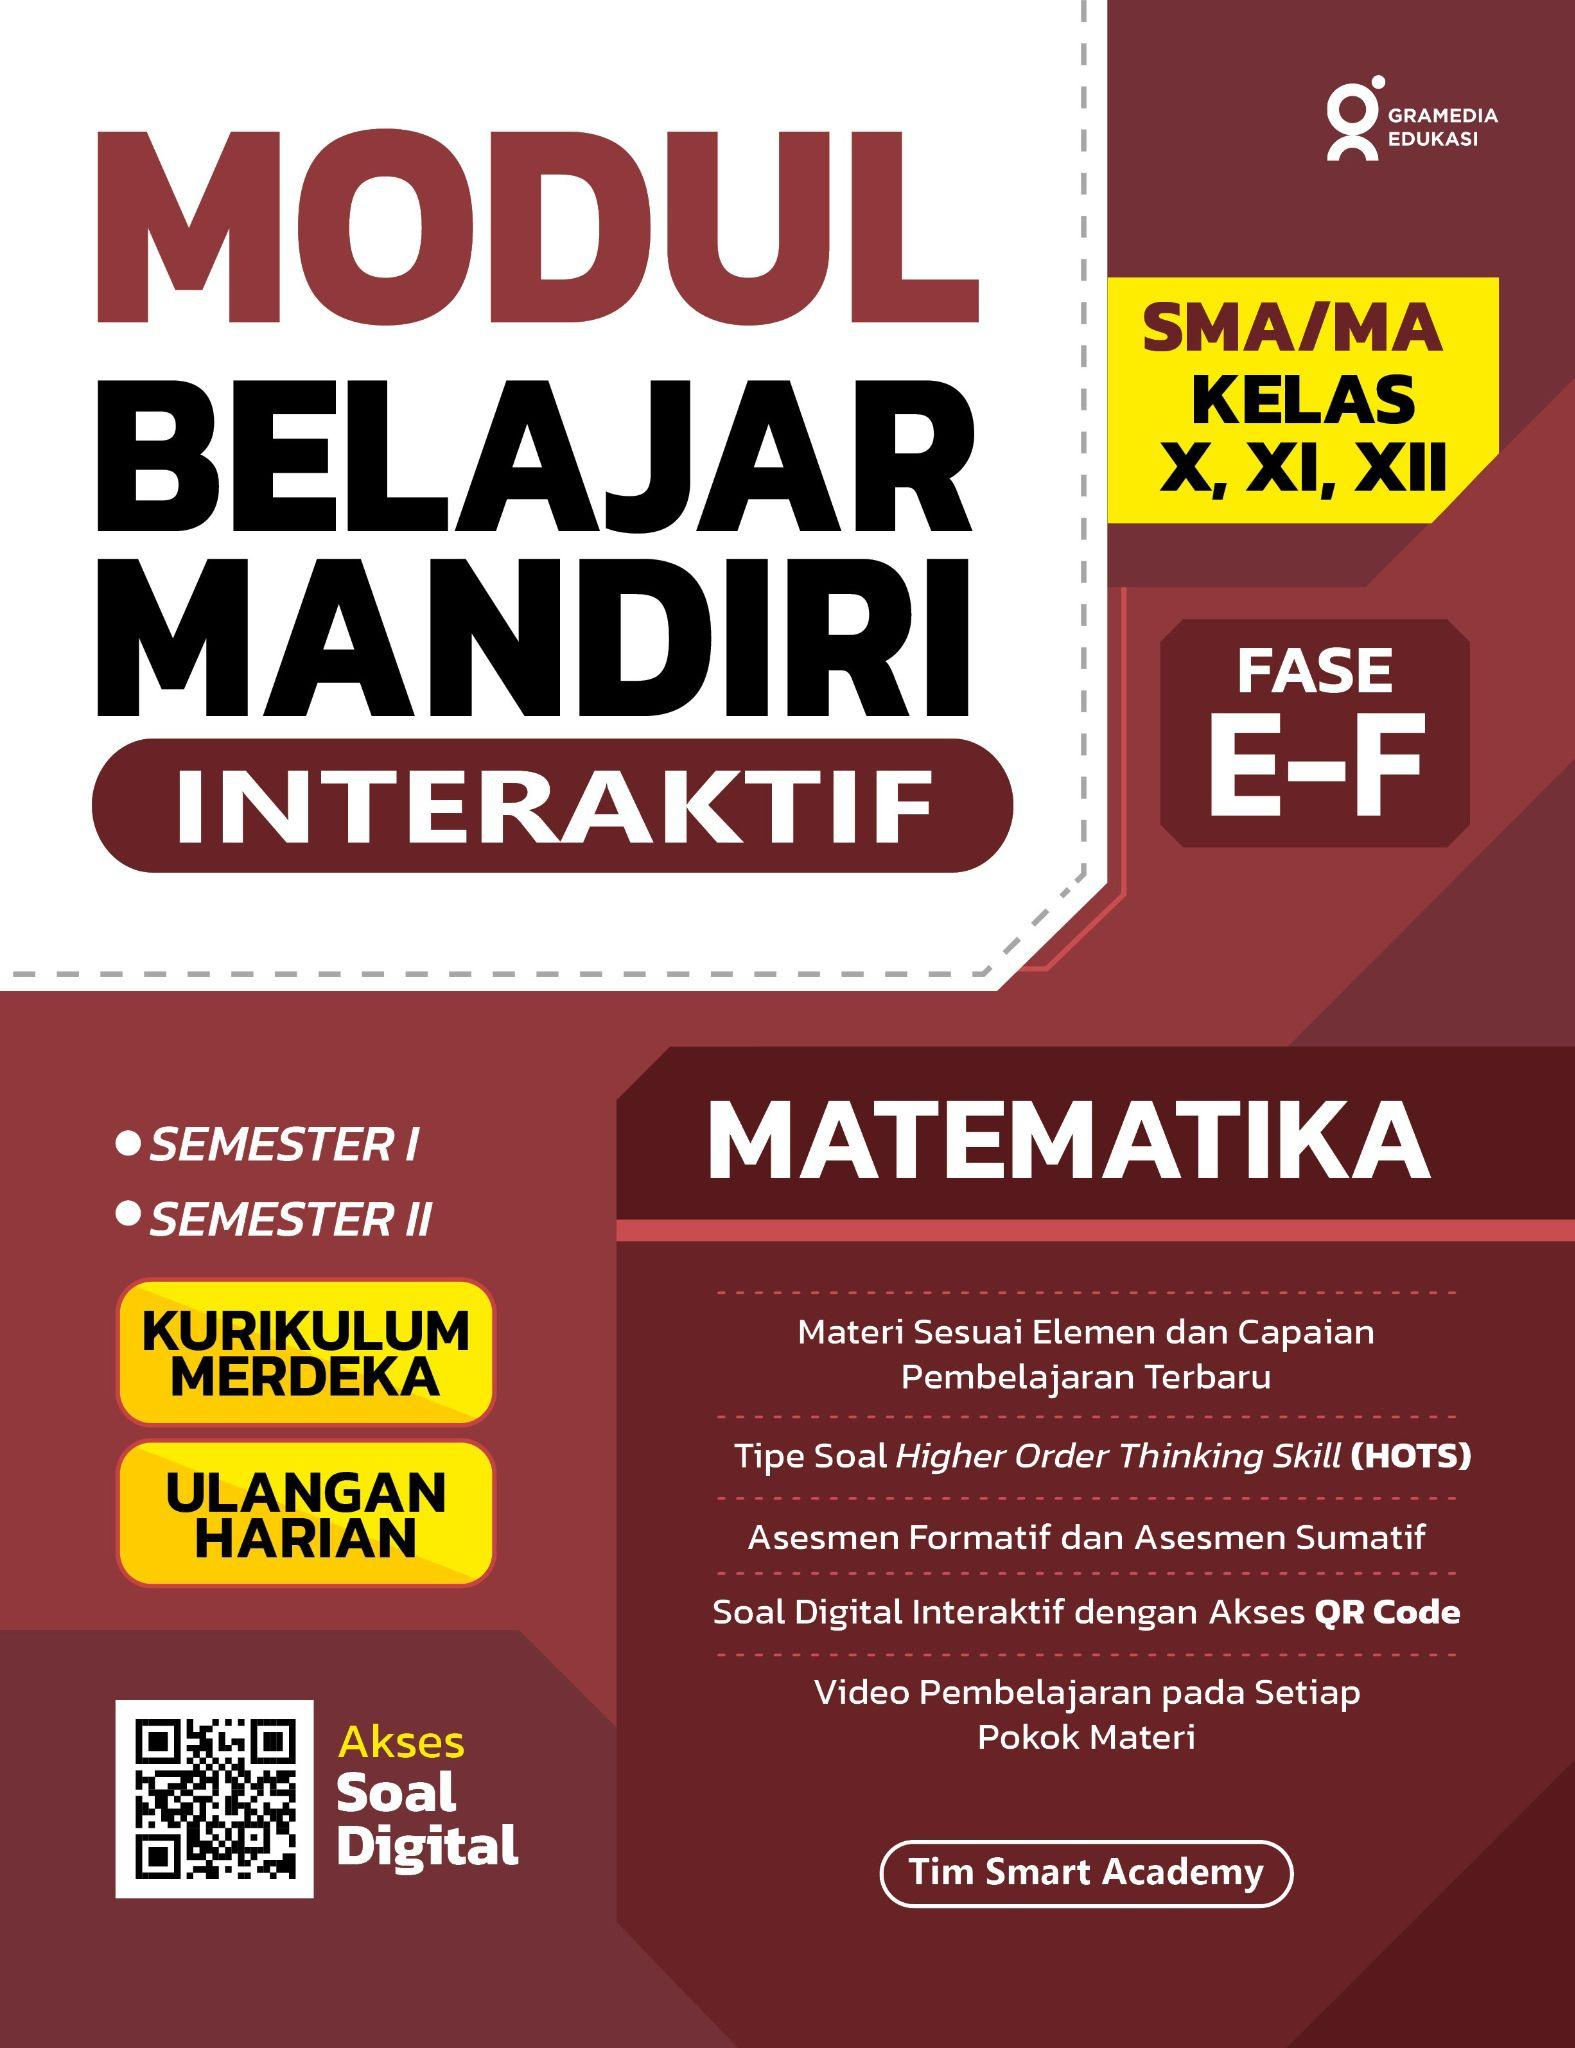 GRAMEDIA
EDUKASI
MODUL
BELAJAR
MANDIRI
INTERAKTIF
SMA/MA
KELAS
X, XI, XII
FASE
E–F
• SEMESTER I
• SEMESTER II
KURIKULUM
MERDEKA
ULANGAN
HARIAN
Akses
Soal
Digital
MATEMATIKA
Materi Sesuai Elemen dan Capaian
Pembelajaran Terbaru
Tipe Soal Higher Order Thinking Skill (HOTS)
Asesmen Formatif dan Asesmen Sumatif
Soal Digital Interaktif dengan Akses QR Code
Video Pembelajaran pada Setiap
Pokok Materi
Tim Smart Academy